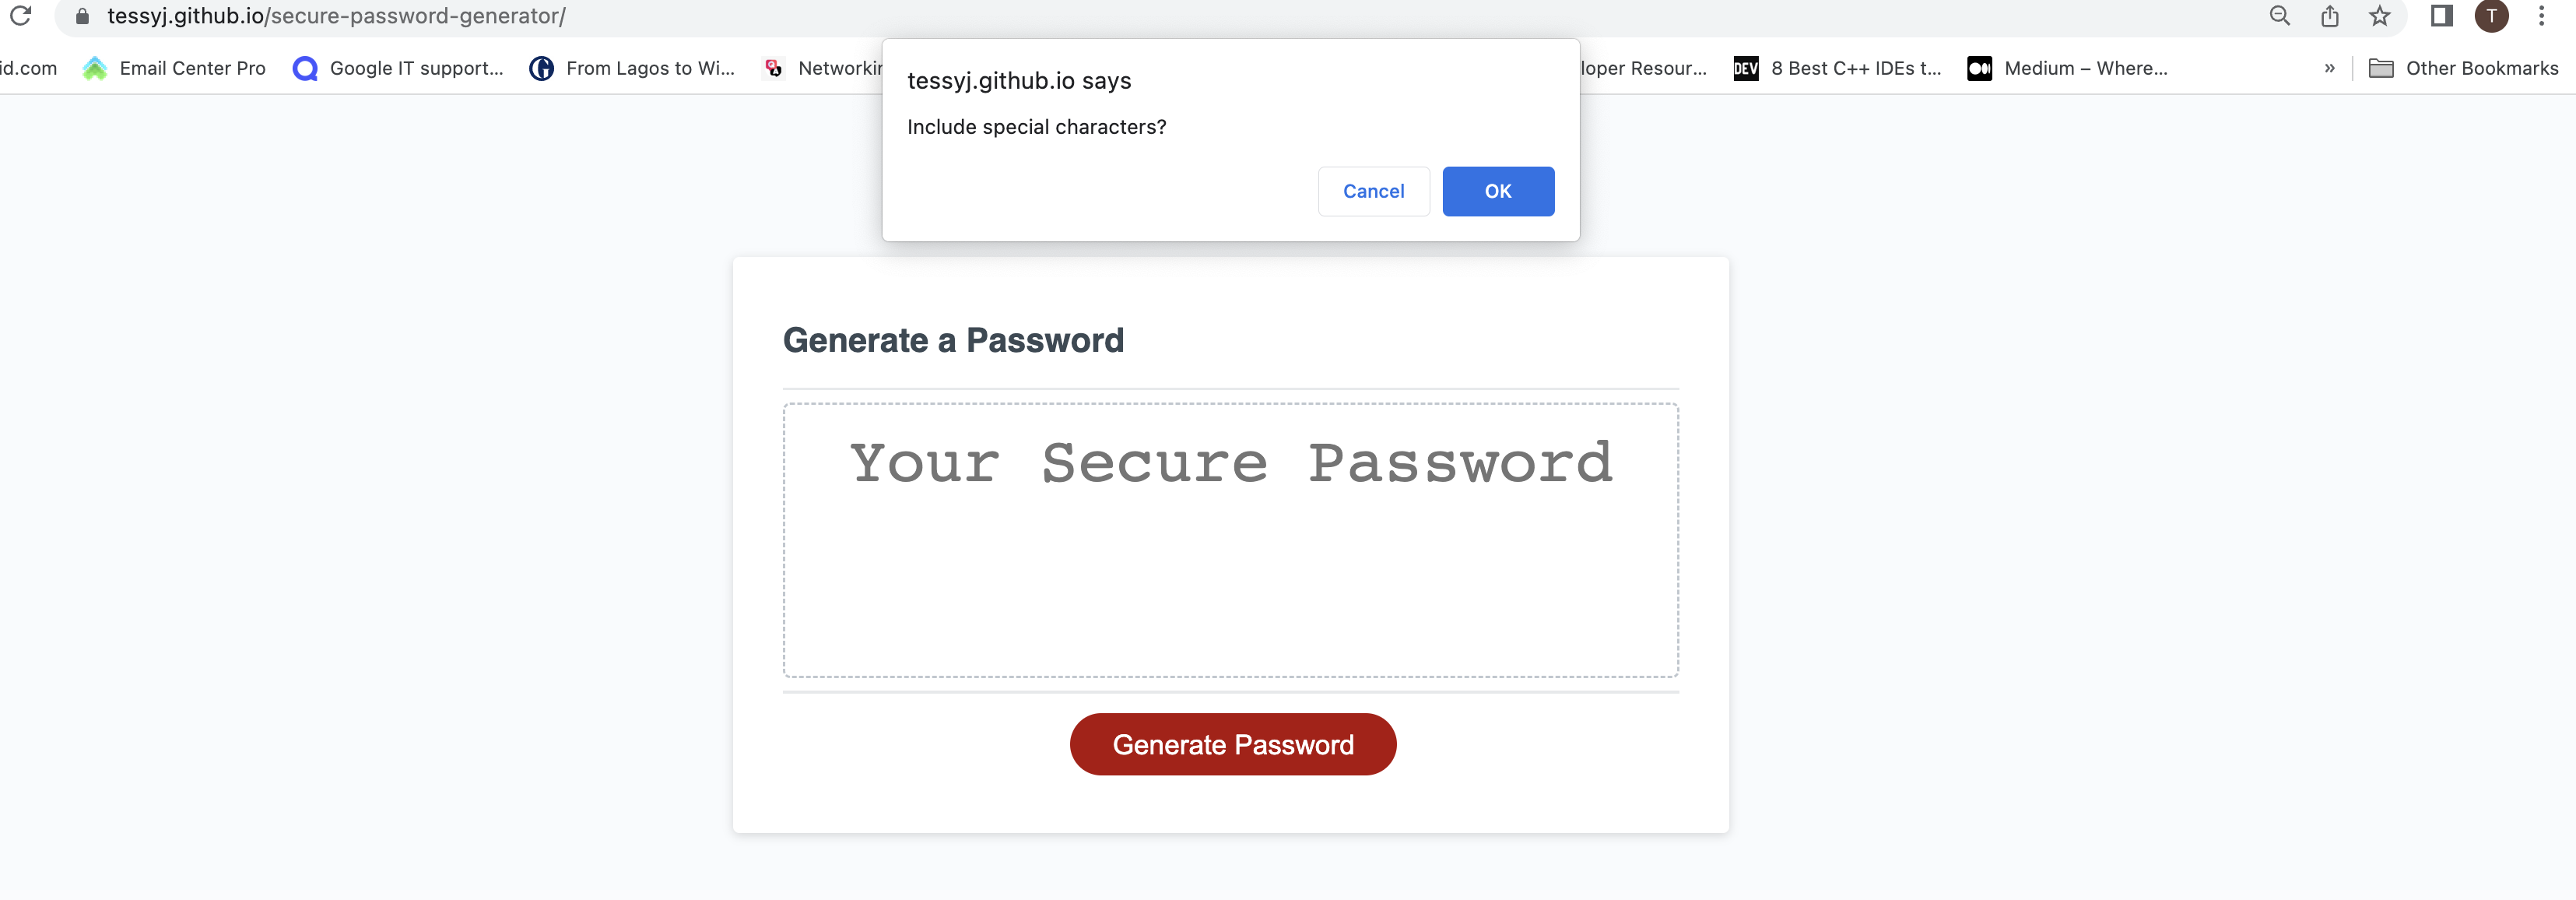 tessyj.github.io/secure-password-generator/
T
id.com Email Center Pro Google IT support... From Lagos to Wi... Networkin loper Resour... DEV 8 Best C++ IDEs t... Medium – Where... » Other Bookmarks
tessyj.github.io says
Include special characters?
Cancel OK
Generate a Password
Your Secure Password
Generate Password